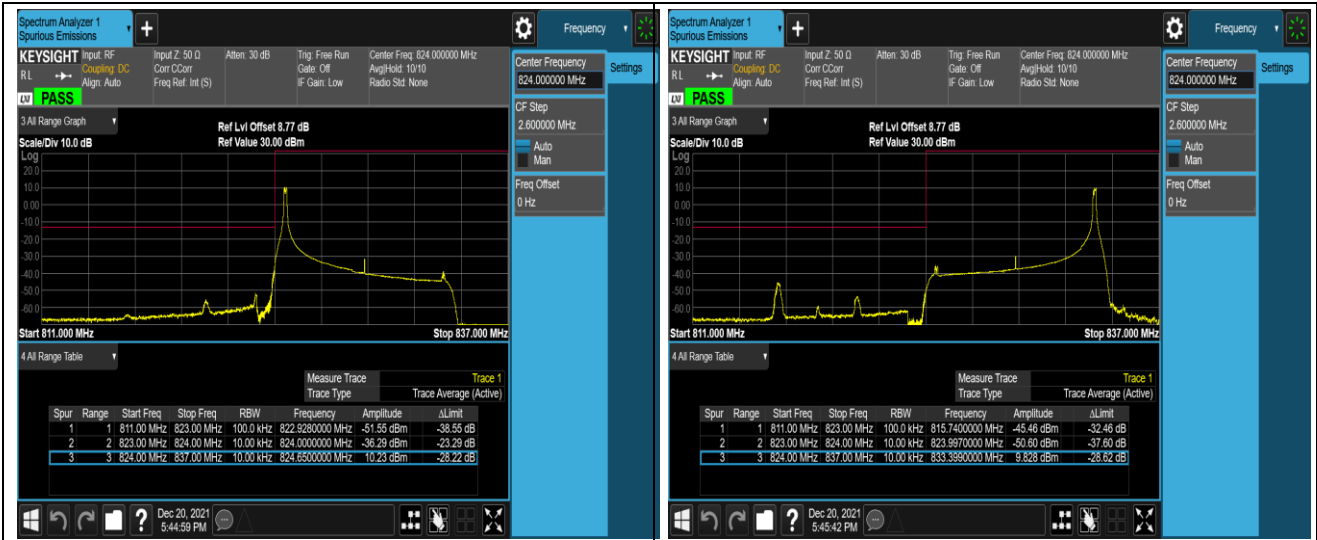 Spectrum Analyzer 1
Spurious Emissions
+
Frequency
KEYSIGHT
Input: RF
Input Z: 50 Ω
Atten: 30 dB
Trig: Free Run
Center Freq: 824.000000 MHz
Coupling: DC
Corr CCorr
Gate: Off
Avg|Hold: 10/10
R L
Align: Auto
Freq Ref: Int (S)
IF Gain: Low
Radio Std: None
LXI
PASS
Center Frequency
824.000000 MHz
Settings
CF Step
2.600000 MHz
Auto
Man
Freq Offset
0 Hz
3 All Range Graph
Ref Lvl Offset 8.77 dB
Scale/Div 10.0 dB
Ref Value 30.00 dBm
Log
20.0
10.0
0.00
-10.0
-20.0
-30.0
-40.0
-50.0
-60.0
Start 811.000 MHz
Stop 837.000 MHz
4 All Range Table
Measure Trace Trace 1
Trace Type Trace Average (Active)
Spur Range Start Freq Stop Freq RBW Frequency Amplitude ΔLimit
1 1 811.00 MHz 823.00 MHz 100.0 kHz 822.9280000 MHz -51.55 dBm -38.55 dB
2 2 823.00 MHz 824.00 MHz 10.00 kHz 824.0000000 MHz -36.29 dBm -23.29 dB
3 3 824.00 MHz 837.00 MHz 10.00 kHz 824.6500000 MHz 10.23 dBm -28.22 dB
?
Dec 20, 2021
5:44:59 PM
Spectrum Analyzer 1
Spurious Emissions
+
Frequency
KEYSIGHT
Input: RF
Input Z: 50 Ω
Atten: 30 dB
Trig: Free Run
Center Freq: 824.000000 MHz
Coupling: DC
Corr CCorr
Gate: Off
Avg|Hold: 10/10
R L
Align: Auto
Freq Ref: Int (S)
IF Gain: Low
Radio Std: None
LXI
PASS
Center Frequency
824.000000 MHz
Settings
CF Step
2.600000 MHz
Auto
Man
Freq Offset
0 Hz
3 All Range Graph
Ref Lvl Offset 8.77 dB
Scale/Div 10.0 dB
Ref Value 30.00 dBm
Log
20.0
10.0
0.00
-10.0
-20.0
-30.0
-40.0
-50.0
-60.0
Start 811.000 MHz
Stop 837.000 MHz
4 All Range Table
Measure Trace Trace 1
Trace Type Trace Average (Active)
Spur Range Start Freq Stop Freq RBW Frequency Amplitude ΔLimit
1 1 811.00 MHz 823.00 MHz 100.0 kHz 815.7400000 MHz -45.46 dBm -32.46 dB
2 2 823.00 MHz 824.00 MHz 10.00 kHz 823.9970000 MHz -50.60 dBm -37.60 dB
3 3 824.00 MHz 837.00 MHz 10.00 kHz 833.3990000 MHz 9.828 dBm -28.62 dB
?
Dec 20, 2021
5:45:42 PM